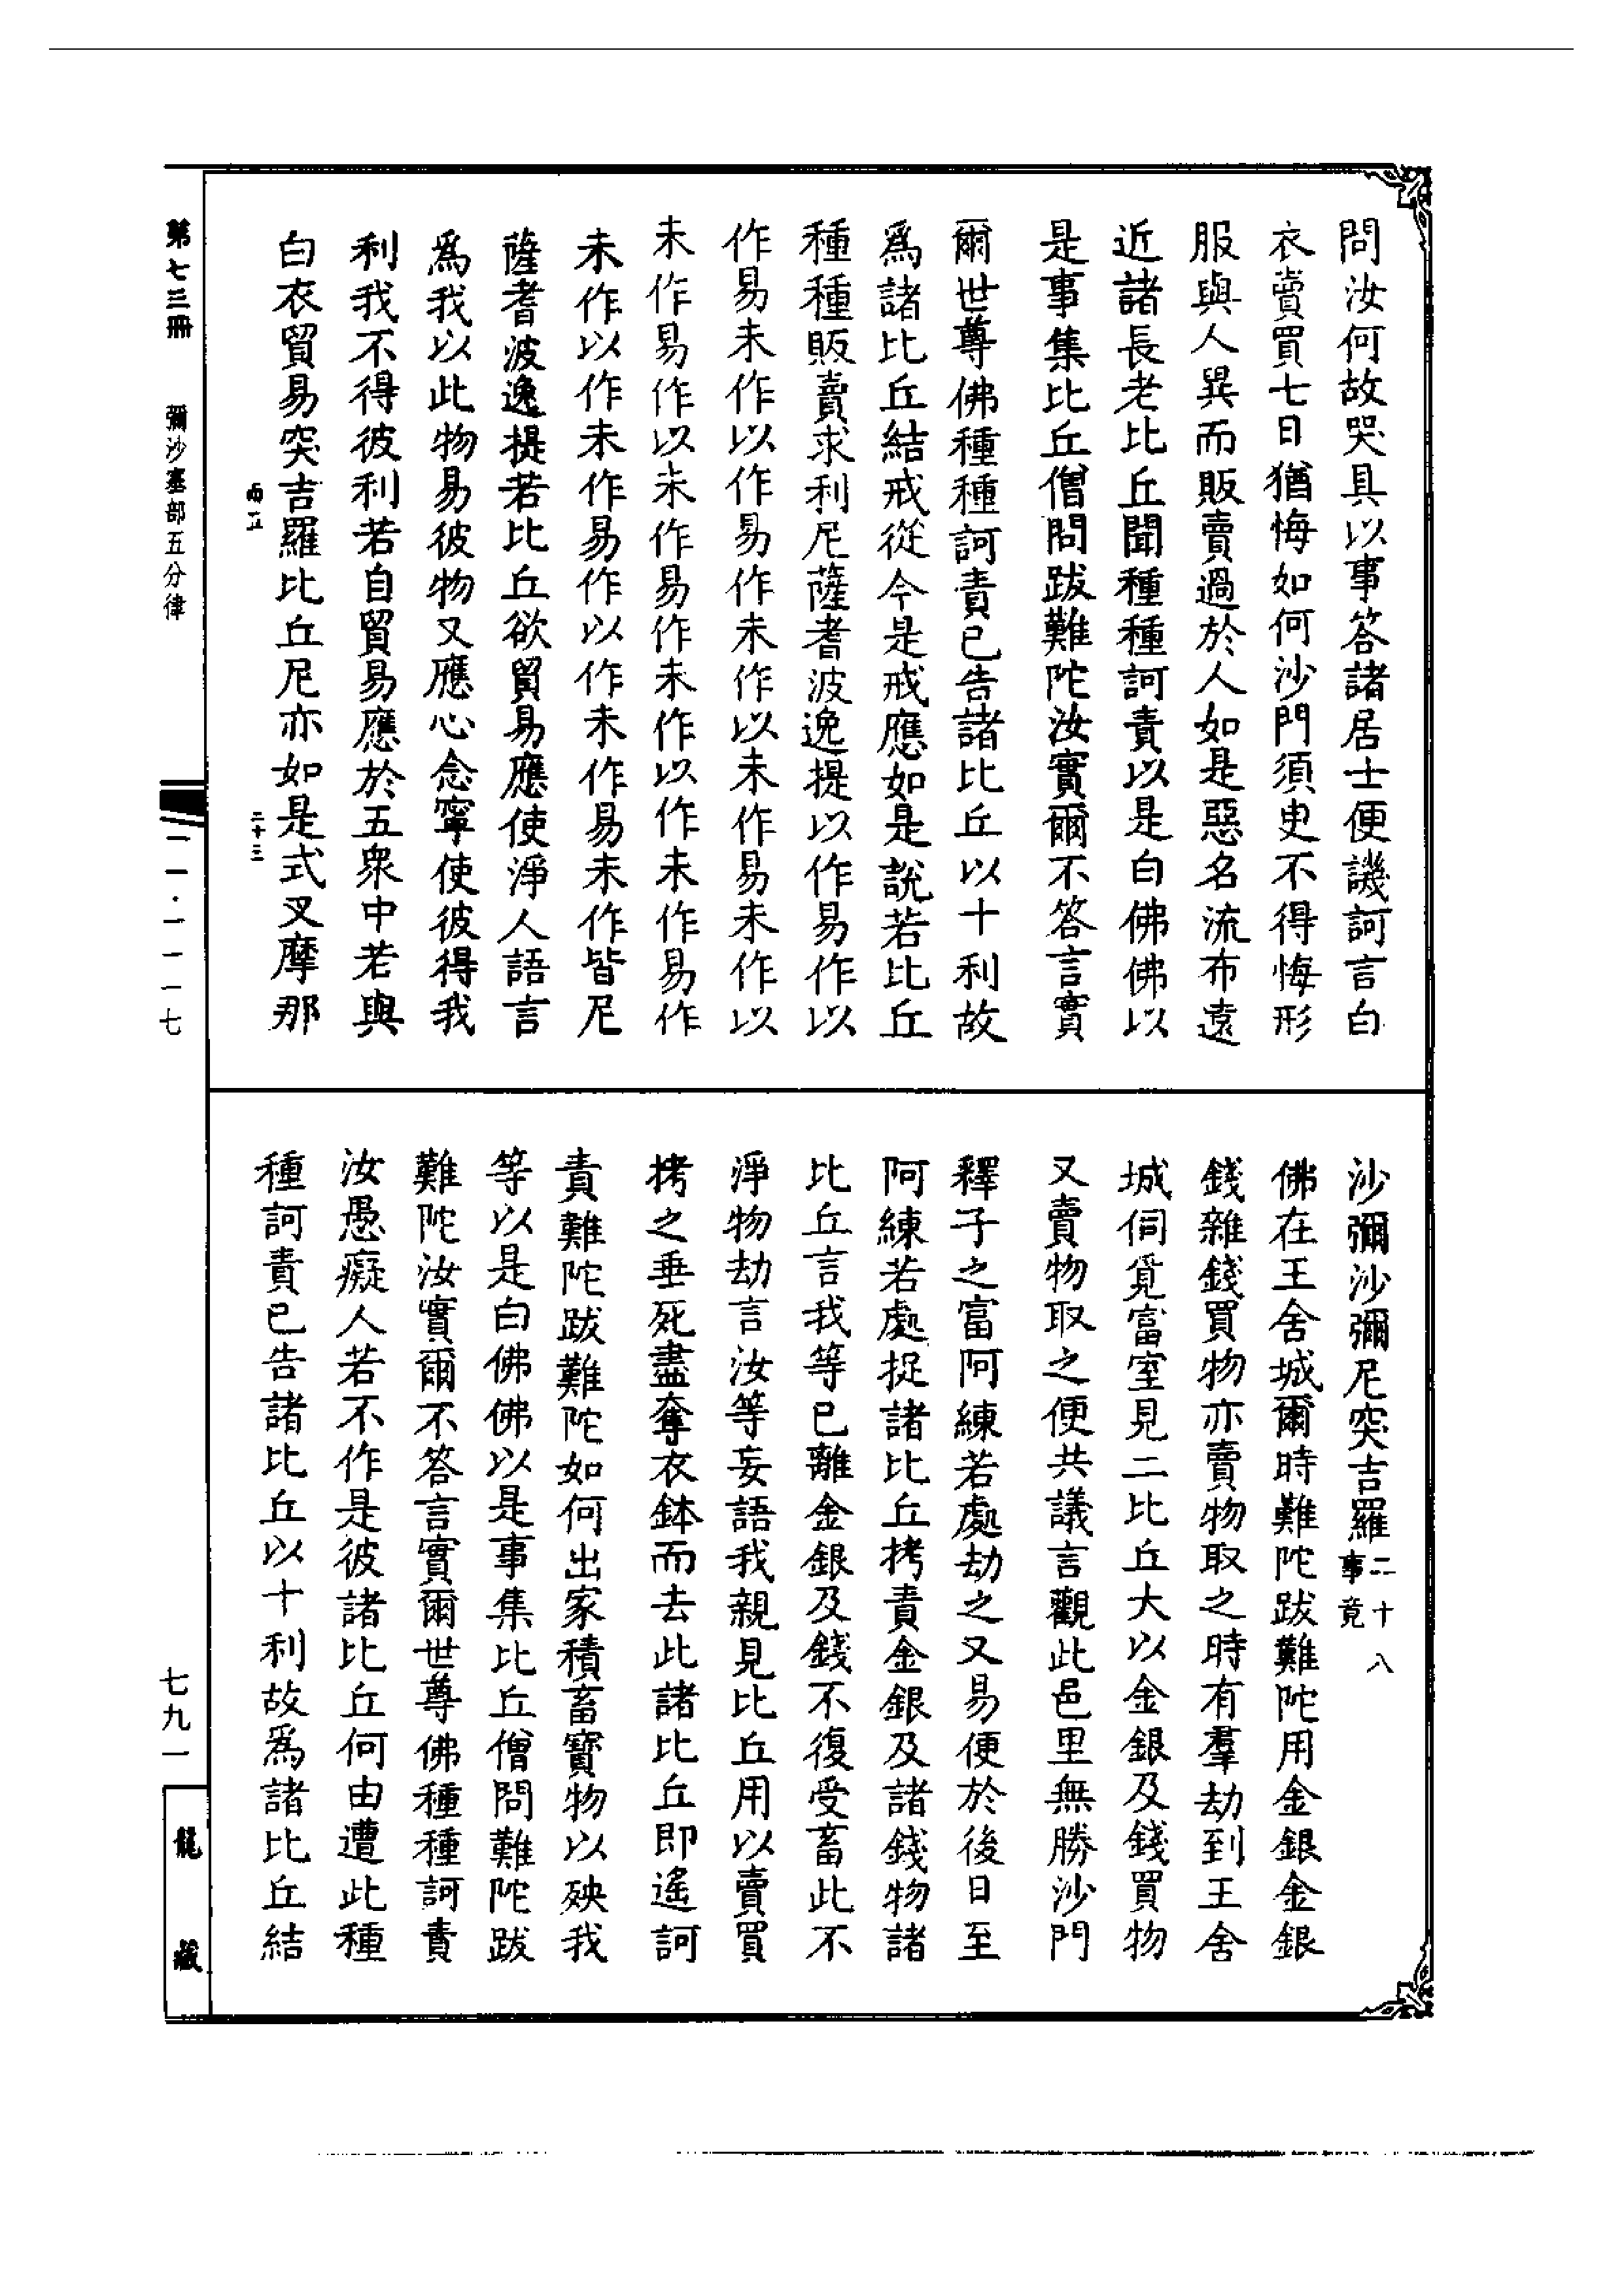 問汝何故哭具以事答諸居士便譏訶言白
衣賣買七日猶悔如何沙門須臾不得悔形
服與人異而販賣過於人如是惡名流布遠
近諸長老比丘聞種種訶責以是白佛佛以
是事集比丘僧問跋難陀汝實爾不答言實
爾世尊佛種種訶責已告諸比丘以十利故
為諸比丘結戒從今是戒應如是說若比丘
種種販賣求利尼薩耆波逸提以作易作以
作易未作以作易作未作以未作易未作以
未作易作以未作易作未作以作未作易作
未作以作未作易作以作未作易未作皆尼
薩耆波逸提若比丘欲貿易應使淨人語言
為我以此物易彼物又應心念寧使彼得我
利我不得彼利若自貿易應於五眾中若與
白衣貿易突吉羅比丘尼亦如是式叉摩那
沙彌沙彌尼突吉羅二十八事竟
佛在王舍城爾時難陀跋難陀用金銀金銀
錢雜錢買物亦賣物取之時有羣劫到王舍
城伺覓富室見二比丘大以金銀及錢買物
又賣物取之便共議言觀此邑里無勝沙門
釋子之富阿練若處劫之又易便於後日至
阿練若處捉諸比丘拷責金銀及諸錢物諸
比丘言我等已離金銀及錢不復受畜此不
淨物劫言汝等妄語我親見比丘用以賣買
拷之垂死盡奪衣鉢而去此諸比丘即遙訶
責難陀跋難陀如何出家積畜寶物以殃我
等以是白佛佛以是事集比丘僧問難陀跋
難陀汝實爾不答言實爾世尊佛種種訶責
汝愚癡人若不作是彼諸比丘何由遭此種
種訶責已告諸比丘以十利故為諸比丘結
第七三冊
彌沙塞部五分律
二十三
七九一
龍藏